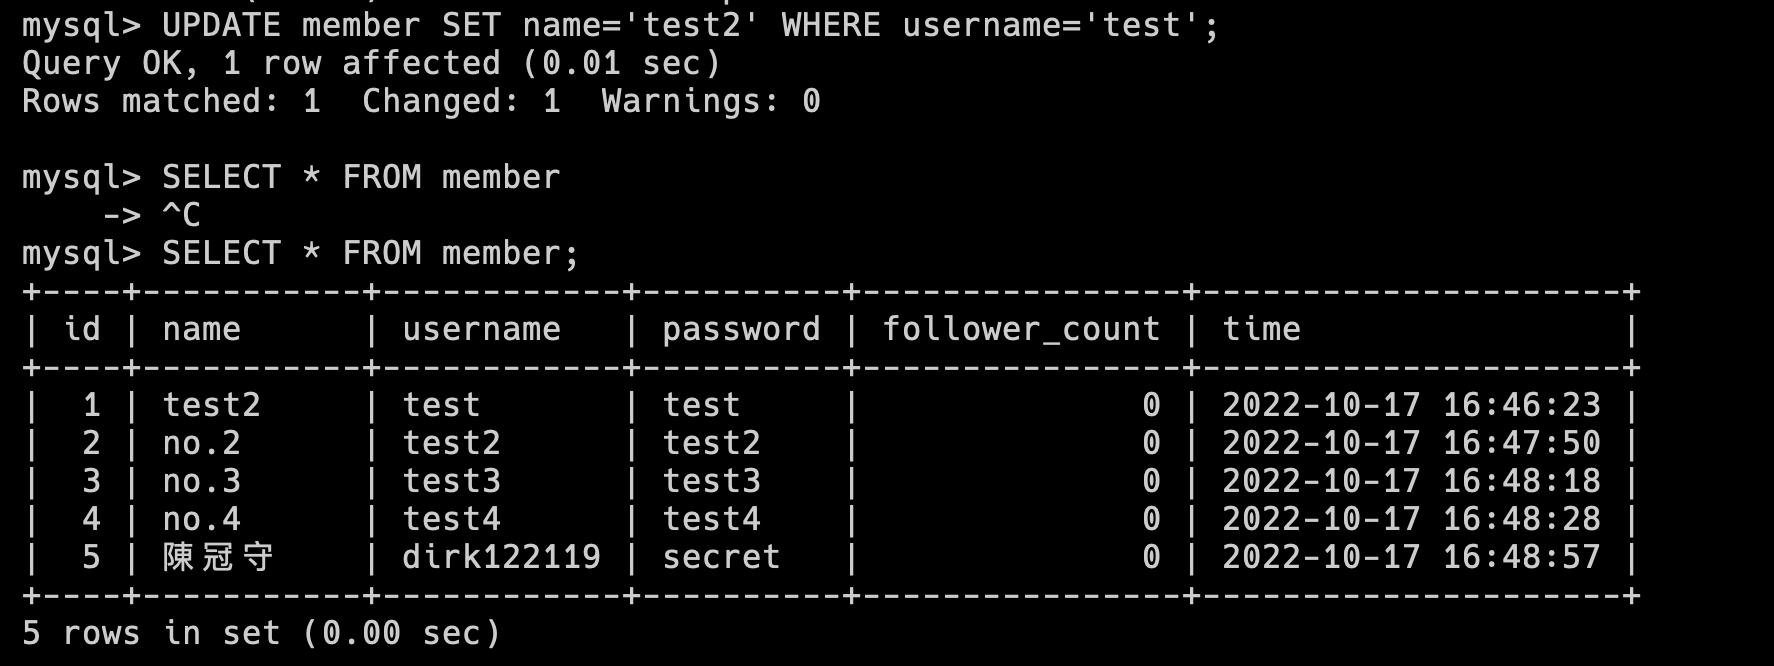 mysql> UPDATE member SET name='test2' WHERE username='test';
Query OK, 1 row affected (0.01 sec)
Rows matched: 1  Changed: 1  Warnings: 0
mysql> SELECT * FROM member
    -> ^C
mysql> SELECT * FROM member;
+----+-----------+------------+----------+----------------+---------------------+
| id | name      | username   | password | follower_count | time                |
+----+-----------+------------+----------+----------------+---------------------+
|  1 | test2     | test       | test     |              0 | 2022-10-17 16:46:23 |
|  2 | no.2      | test2      | test2    |              0 | 2022-10-17 16:47:50 |
|  3 | no.3      | test3      | test3    |              0 | 2022-10-17 16:48:18 |
|  4 | no.4      | test4      | test4    |              0 | 2022-10-17 16:48:28 |
|  5 | 陳冠守    | dirk122119 | secret   |              0 | 2022-10-17 16:48:57 |
+----+-----------+------------+----------+----------------+---------------------+
5 rows in set (0.00 sec)